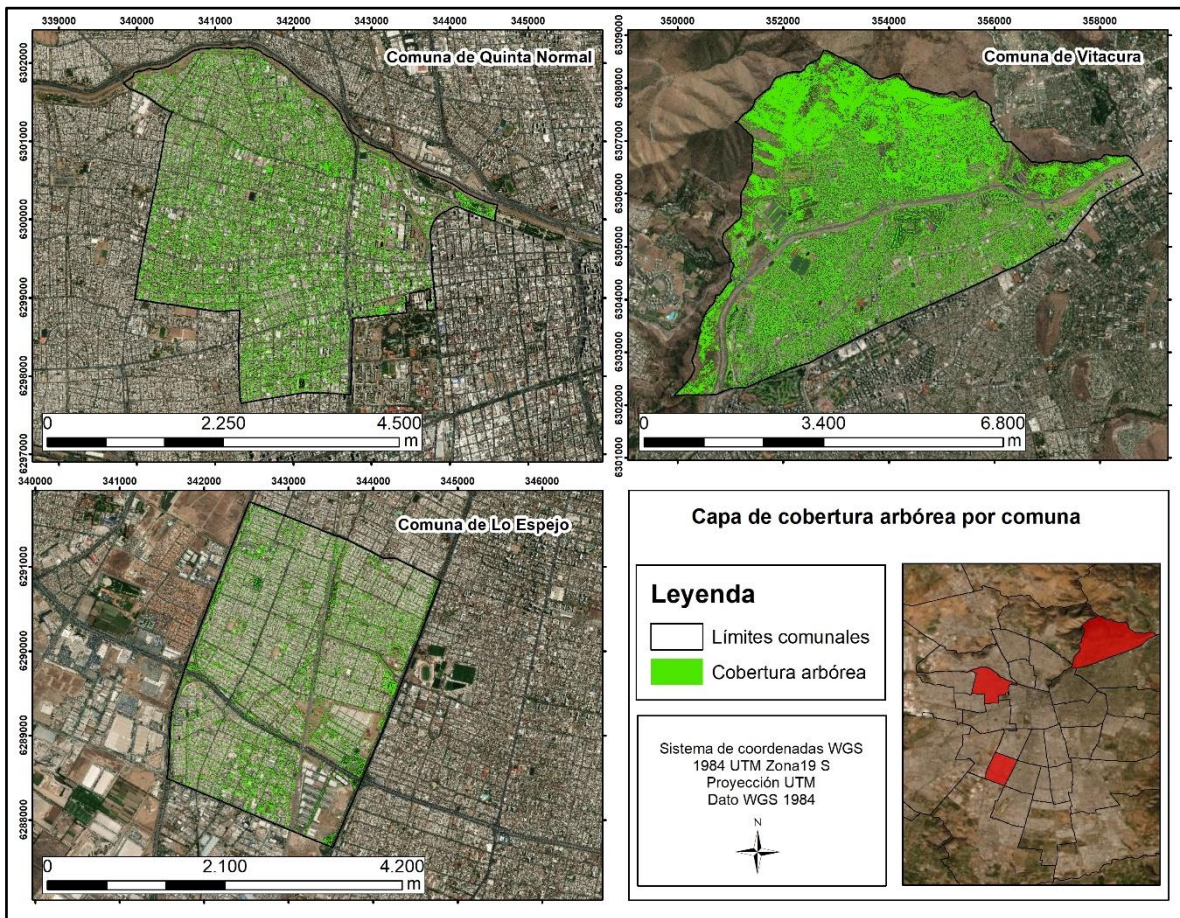 339000 340000 341000 342000 343000 344000 345000
6302000
6301000
6300000
6299000
6298000
6297000
Comuna de Quinta Normal
0 2.250 4.500
m
350000 352000 354000 356000 358000
6309000
6308000
6307000
6306000
6305000
6304000
6303000
6302000
6301000
Comuna de Vitacura
0 3.400 6.800
m
340000 341000 342000 343000 344000 345000 346000
6291000
6290000
6289000
6288000
Comuna de Lo Espejo
0 2.100 4.200
m
Capa de cobertura arbórea por comuna
Leyenda
Límites comunales
Cobertura arbórea
Sistema de coordenadas WGS
1984 UTM Zona19 S
Proyección UTM
Dato WGS 1984
N